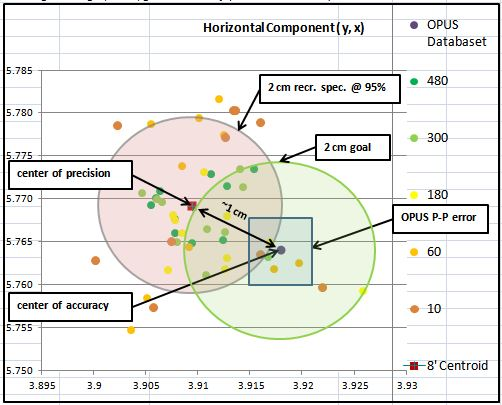 Horizontal Component (y, x)
OPUS
Databaset
5.785
5.785
5.775
5.770
5.765
5.760
5.755
5.750
3.895
3.9
3.905
3.91
3.915
3.92
3.925
3.93
2 cm recr. spec. @ 95%
2 cm goal
center of precision
~1 cm
OPUS P-P error
center of accuracy
480
300
180
60
10
8' Centroid